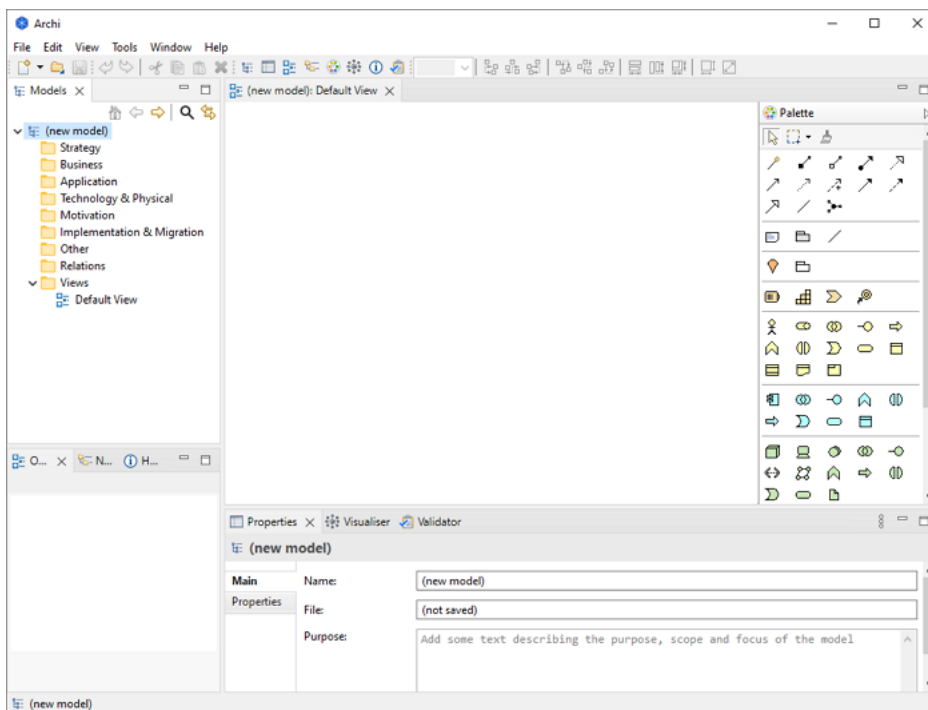 Archi
File Edit View Tools Window Help
Models
(new model): Default View
Palette
(new model)
Strategy
Business
Application
Technology & Physical
Motivation
Implementation & Migration
Other
Relations
Views
Default View
O... N... H...
Properties Visualiser Validator
(new model)
Main
Properties
Name: (new model)
File: (not saved)
Purpose: Add some text describing the purpose, scope and focus of the model
(new model)